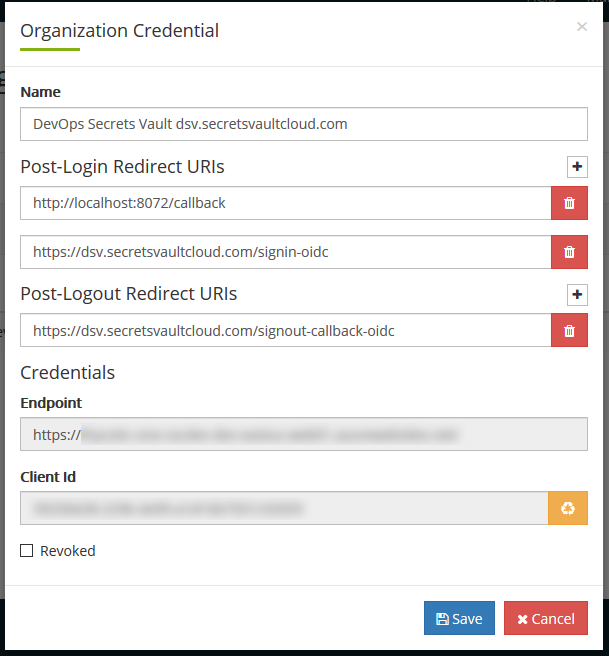 Organization Credential
×
Name
DevOps Secrets Vault dsv.secretsvaultcloud.com
Post-Login Redirect URIs
http://localhost:8072/callback
https://dsv.secretsvaultcloud.com/signin-oidc
Post-Logout Redirect URIs
https://dsv.secretsvaultcloud.com/signout-callback-oidc
Credentials
Endpoint
https://
Client Id
Revoked
Save
Cancel